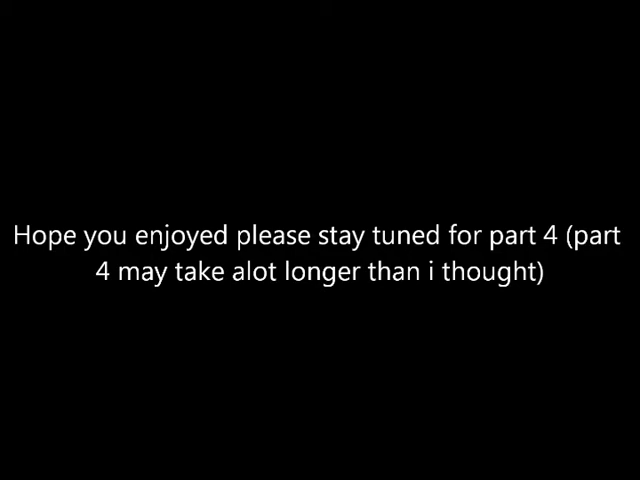 Hope you enjoyed please stay tuned for part 4 (part
4 may take alot longer than i thought)